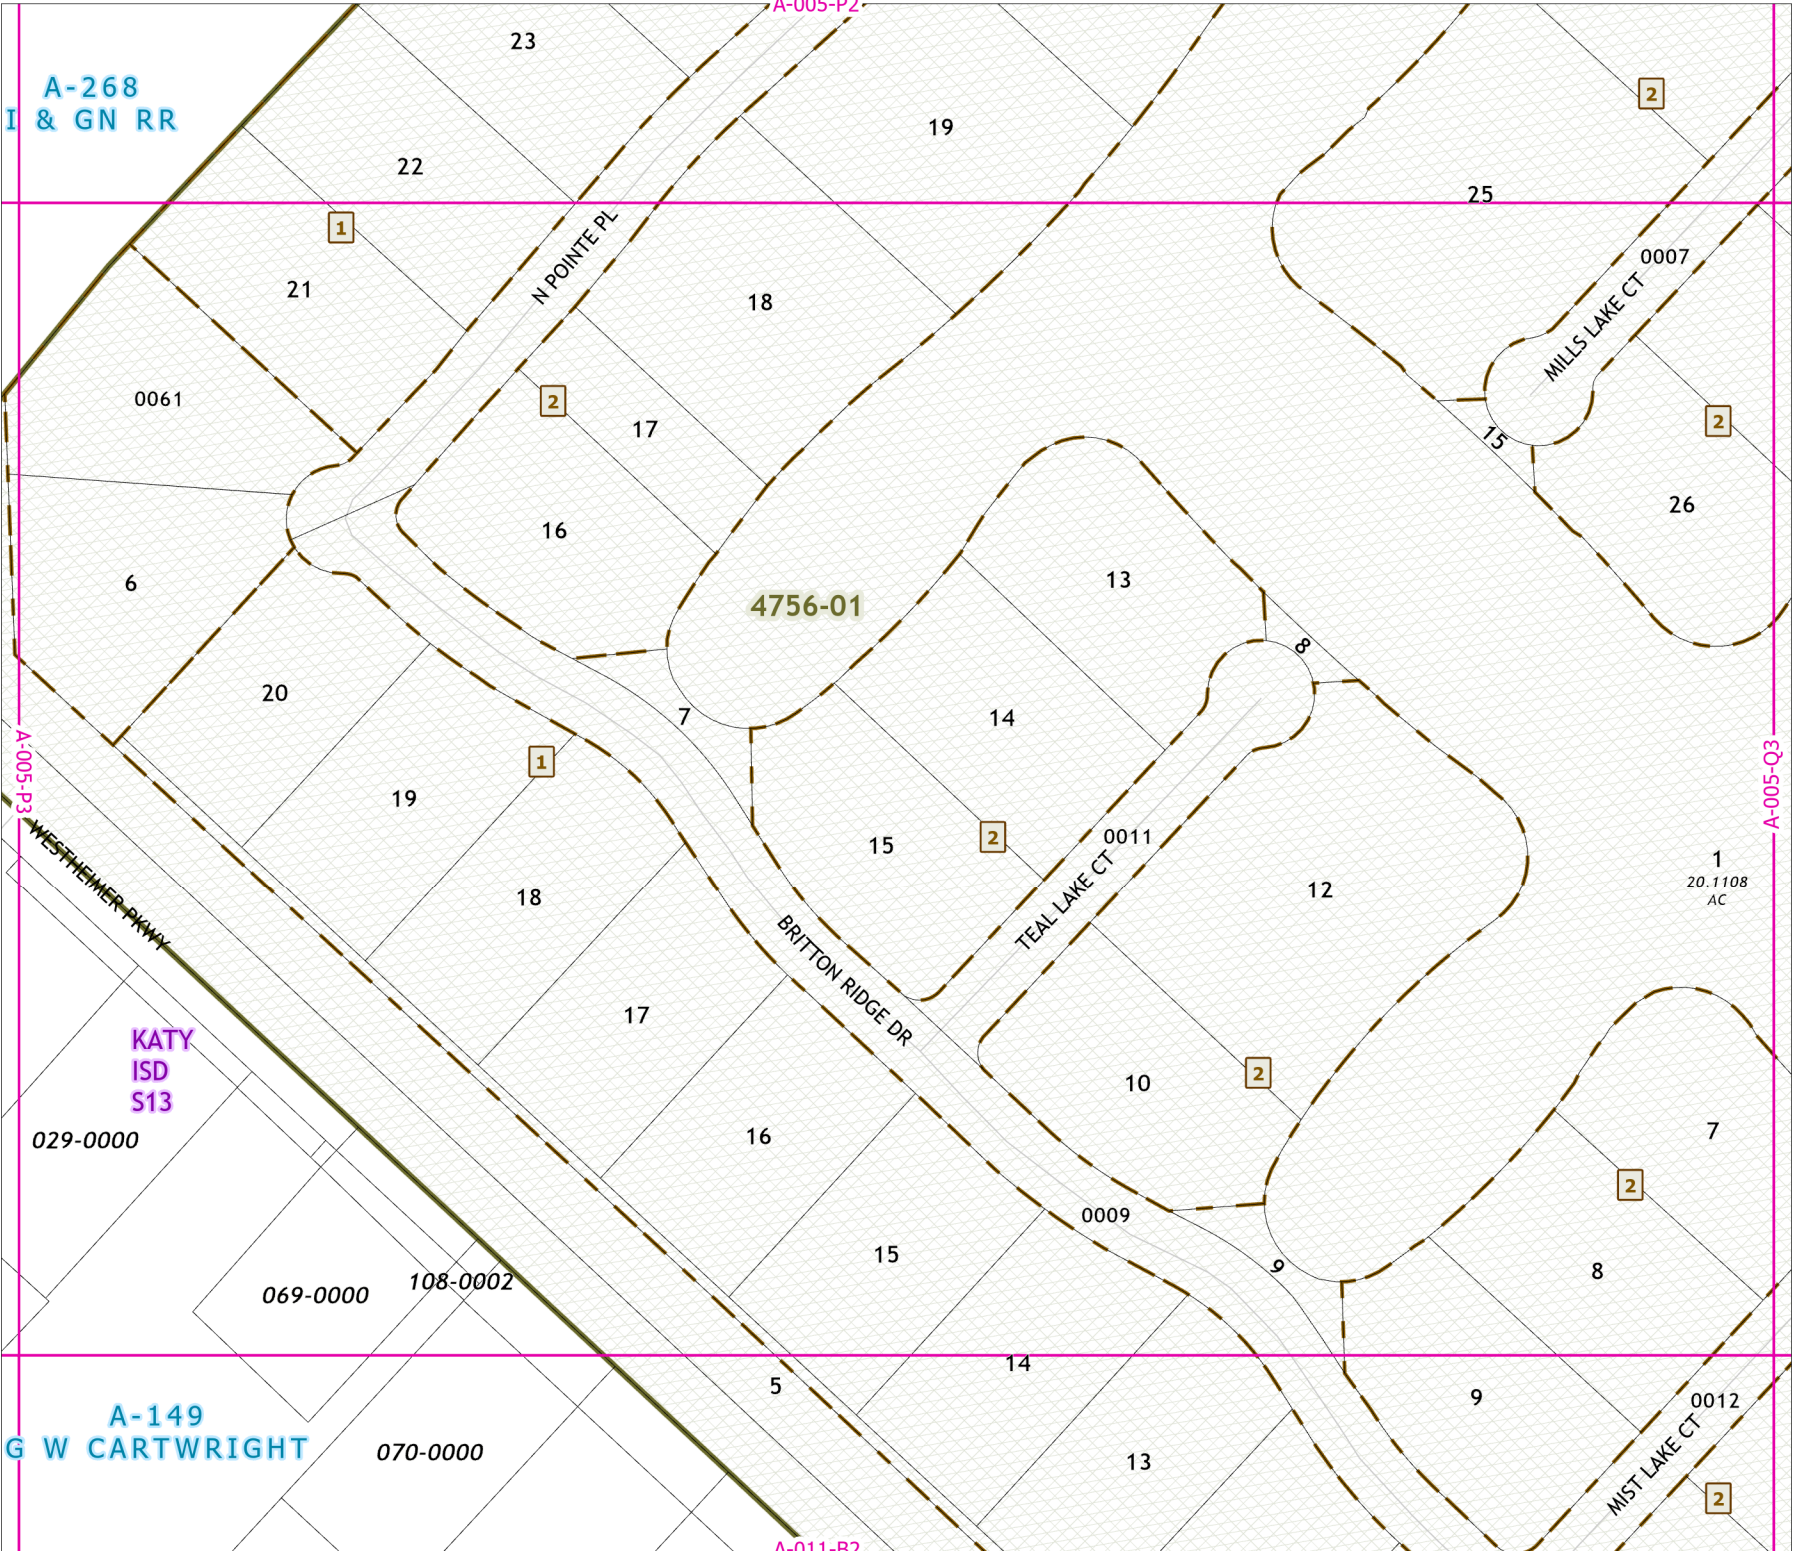 A-005-P2
23
A-268
I & GN RR
2
19
22
25
1
N POINTE PL
0007
21
18
MILLS LAKE CT
0061
2
17
15
2
26
16
13
6
4756-01
8
20
7
14
A-005-P3
1
A-005-Q3
19
15
2
0011
WESTHEIMER PKWY
18
TEAL LAKE CT
12
1
20.1108
AC
BRITTON RIDGE DR
17
KATY
ISD
S13
10
2
029-0000
16
7
2
0009
15
9
8
069-0000
108-0002
14
5
9
0012
A-149
G W CARTWRIGHT
070-0000
13
MIST LAKE CT
2
A-011-B2